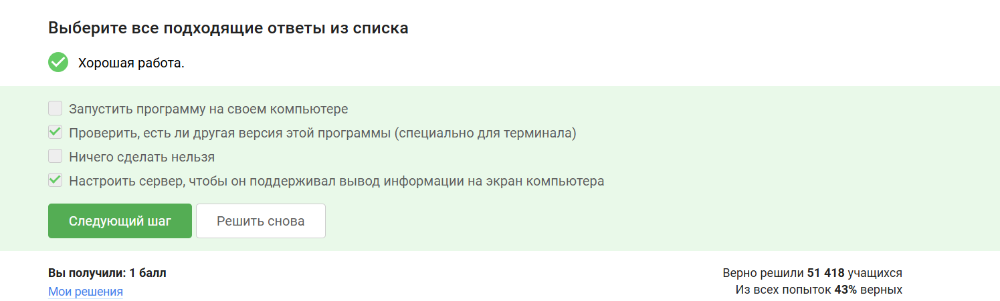 Выберите все подходящие ответы из списка
Хорошая работа.
Запустить программу на своем компьютере
Проверить, есть ли другая версия этой программы (специально для терминала)
Ничего сделать нельзя
Настроить сервер, чтобы он поддерживал вывод информации на экран компьютера
Следующий шаг
Решить снова
Вы получили: 1 балл
Мои решения
Верно решили 51 418 учащихся
Из всех попыток 43% верных